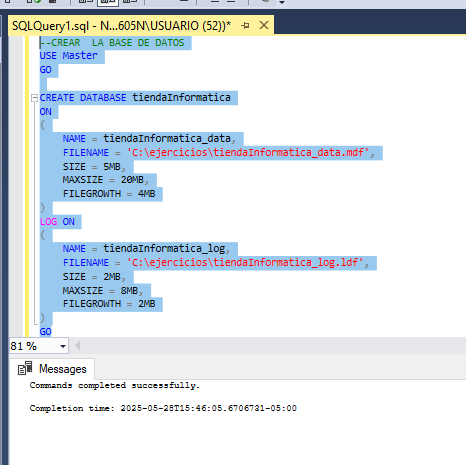 SQLQuery1.sql - N...605N\USUARIO (52))*
--CREAR  LA BASE DE DATOS
USE Master
GO
CREATE DATABASE tiendaInformatica
ON
(
NAME = tiendaInformatica_data,
FILENAME = 'C:\ejercicios\tiendaInformatica_data.mdf',
SIZE = 5MB,
MAXSIZE = 20MB,
FILEGROWTH = 4MB
)
LOG ON
(
NAME = tiendaInformatica_log,
FILENAME = 'C:\ejercicios\tiendaInformatica_log.ldf',
SIZE = 2MB,
MAXSIZE = 8MB,
FILEGROWTH = 2MB
)
GO
81 %
Messages
Commands completed successfully.
Completion time: 2025-05-28T15:46:05.6706731-05:00